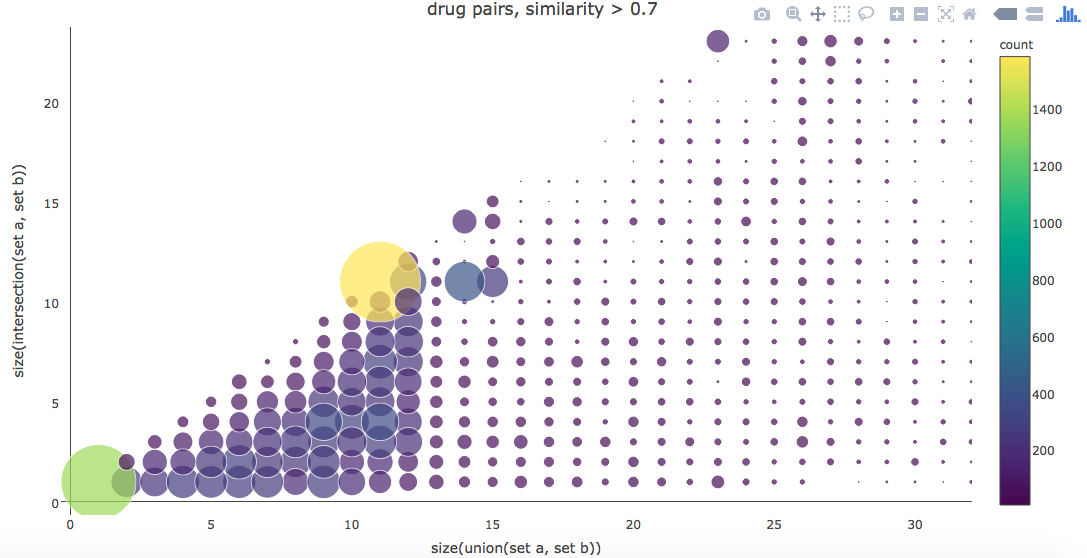 drug pairs, similarity > 0.7
count
1400
1200
1000
800
600
400
200
size(intersection(set a, set b))
20
15
10
5
0
0 5 10 15 20 25 30
size(union(set a, set b))